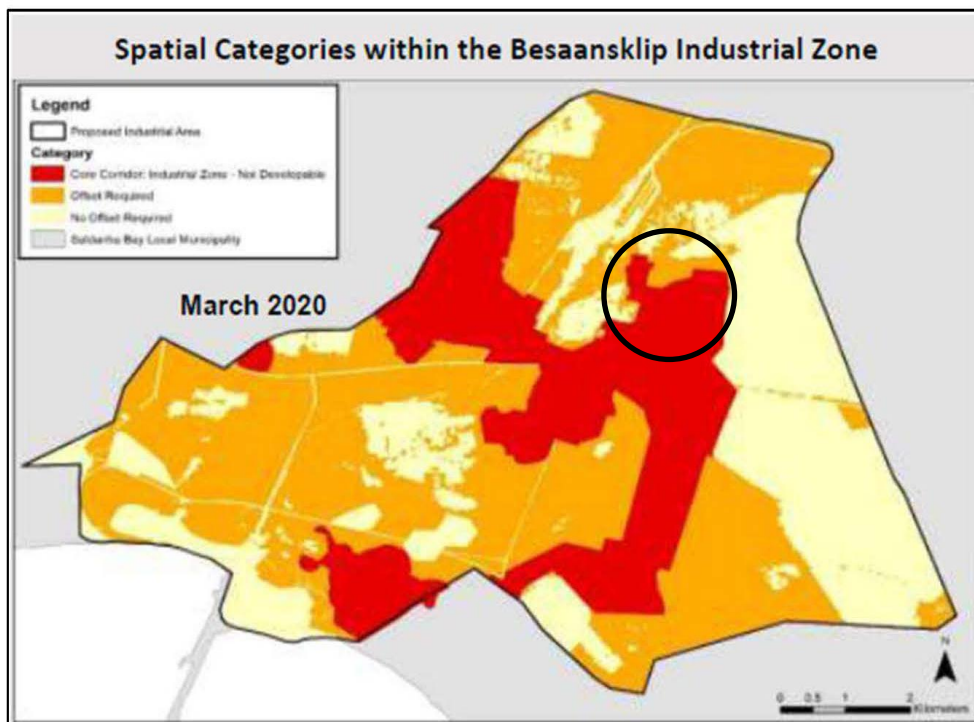 Spatial Categories within the Besaansklip Industrial Zone
Legend
Proposed Industrial Area
Category
Core Corridor: Industrial Zone - Not Developable
Offset Required
No Offset Required
Saldanha Bay Local Municipality
March 2020
N
0 0.5 1 2
Kilometers